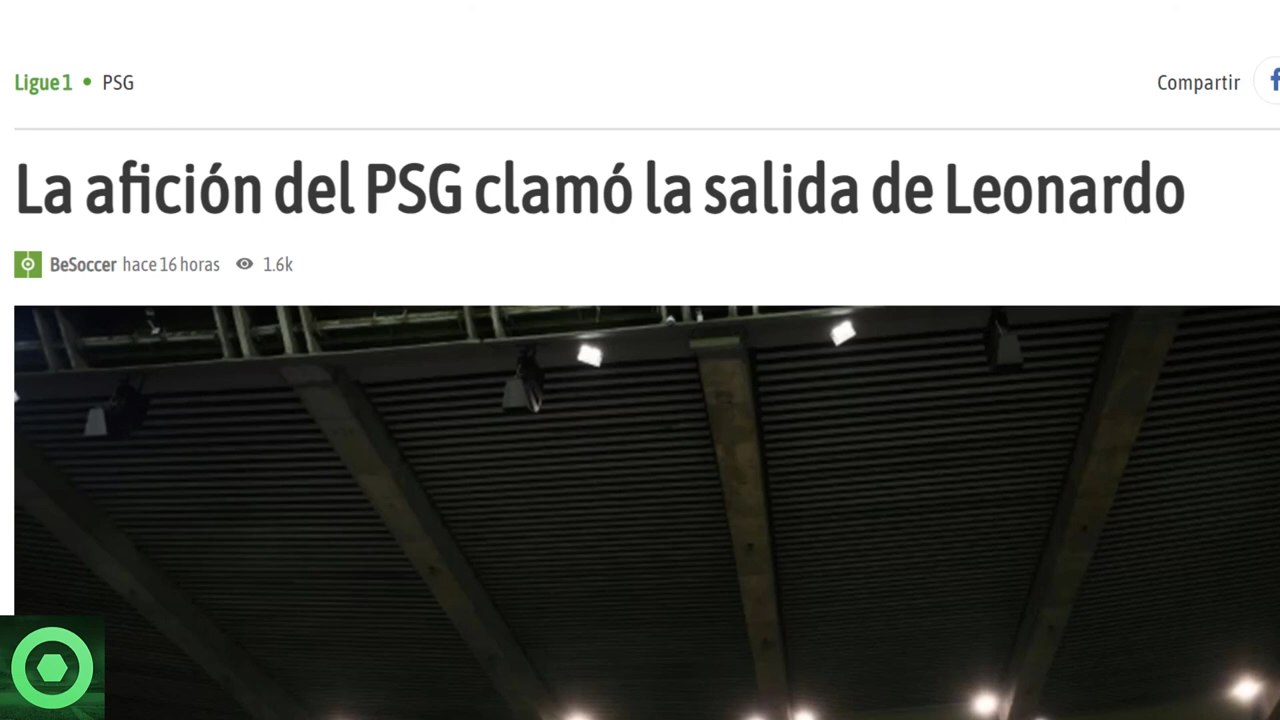 Ligue 1 • PSG
Compartir
La afición del PSG clamó la salida de Leonardo
BeSoccer hace 16 horas 1.6k